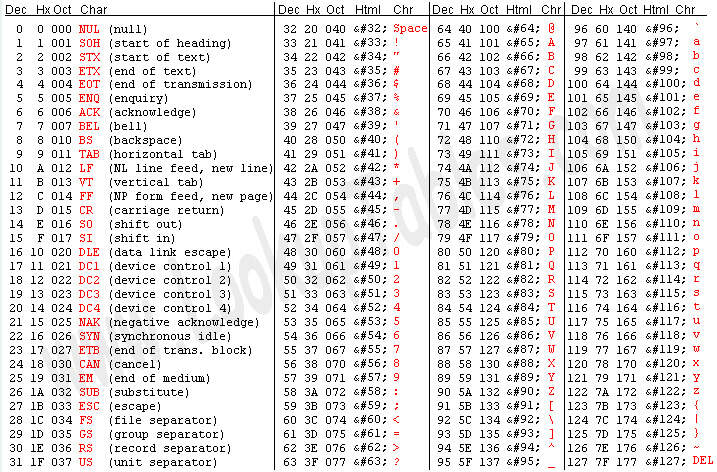 Dec Hx Oct Char Dec Hx Oct Html Chr Dec Hx Oct Html Chr Dec Hx Oct Html Chr
0 0 000 NUL (null) 32 20 040 &#32; Space 64 40 100 &#64; @ 96 60 140 &#96; `
1 1 001 SOH (start of heading) 33 21 041 &#33; ! 65 41 101 &#65; A 97 61 141 &#97; a
2 2 002 STX (start of text) 34 22 042 &#34; " 66 42 102 &#66; B 98 62 142 &#98; b
3 3 003 ETX (end of text) 35 23 043 &#35; # 67 43 103 &#67; C 99 63 143 &#99; c
4 4 004 EOT (end of transmission) 36 24 044 &#36; $ 68 44 104 &#68; D 100 64 144 &#100; d
5 5 005 ENQ (enquiry) 37 25 045 &#37; % 69 45 105 &#69; E 101 65 145 &#101; e
6 6 006 ACK (acknowledge) 38 26 046 &#38; & 70 46 106 &#70; F 102 66 146 &#102; f
7 7 007 BEL (bell) 39 27 047 &#39; ' 71 47 107 &#71; G 103 67 147 &#103; g
8 8 010 BS (backspace) 40 28 050 &#40; ( 72 48 110 &#72; H 104 68 150 &#104; h
9 9 011 TAB (horizontal tab) 41 29 051 &#41; ) 73 49 111 &#73; I 105 69 151 &#105; i
10 A 012 LF (NL line feed, new line) 42 2A 052 &#42; * 74 4A 112 &#74; J 106 6A 152 &#106; j
11 B 013 VT (vertical tab) 43 2B 053 &#43; + 75 4B 113 &#75; K 107 6B 153 &#107; k
12 C 014 FF (NP form feed, new page) 44 2C 054 &#44; , 76 4C 114 &#76; L 108 6C 154 &#108; l
13 D 015 CR (carriage return) 45 2D 055 &#45; - 77 4D 115 &#77; M 109 6D 155 &#109; m
14 E 016 SO (shift out) 46 2E 056 &#46; . 78 4E 116 &#78; N 110 6E 156 &#110; n
15 F 017 SI (shift in) 47 2F 057 &#47; / 79 4F 117 &#79; O 111 6F 157 &#111; o
16 10 020 DLE (data link escape) 48 30 060 &#48; 0 80 50 120 &#80; P 112 70 160 &#112; p
17 11 021 DC1 (device control 1) 49 31 061 &#49; 1 81 51 121 &#81; Q 113 71 161 &#113; q
18 12 022 DC2 (device control 2) 50 32 062 &#50; 2 82 52 122 &#82; R 114 72 162 &#114; r
19 13 023 DC3 (device control 3) 51 33 063 &#51; 3 83 53 123 &#83; S 115 73 163 &#115; s
20 14 024 DC4 (device control 4) 52 34 064 &#52; 4 84 54 124 &#84; T 116 74 164 &#116; t
21 15 025 NAK (negative acknowledge) 53 35 065 &#53; 5 85 55 125 &#85; U 117 75 165 &#117; u
22 16 026 SYN (synchronous idle) 54 36 066 &#54; 6 86 56 126 &#86; V 118 76 166 &#118; v
23 17 027 ETB (end of trans. block) 55 37 067 &#55; 7 87 57 127 &#87; W 119 77 167 &#119; w
24 18 030 CAN (cancel) 56 38 070 &#56; 8 88 58 130 &#88; X 120 78 170 &#120; x
25 19 031 EM (end of medium) 57 39 071 &#57; 9 89 59 131 &#89; Y 121 79 171 &#121; y
26 1A 032 SUB (substitute) 58 3A 072 &#58; : 90 5A 132 &#90; Z 122 7A 172 &#122; z
27 1B 033 ESC (escape) 59 3B 073 &#59; ; 91 5B 133 &#91; [ 123 7B 173 &#123; {
28 1C 034 FS (file separator) 60 3C 074 &#60; < 92 5C 134 &#92; \ 124 7C 174 &#124; |
29 1D 035 GS (group separator) 61 3D 075 &#61; = 93 5D 135 &#93; ] 125 7D 175 &#125; }
30 1E 036 RS (record separator) 62 3E 076 &#62; > 94 5E 136 &#94; ^ 126 7E 176 &#126; ~
31 1F 037 US (unit separator) 63 3F 077 &#63; ? 95 5F 137 &#95; _ 127 7F 177 &#127; DEL